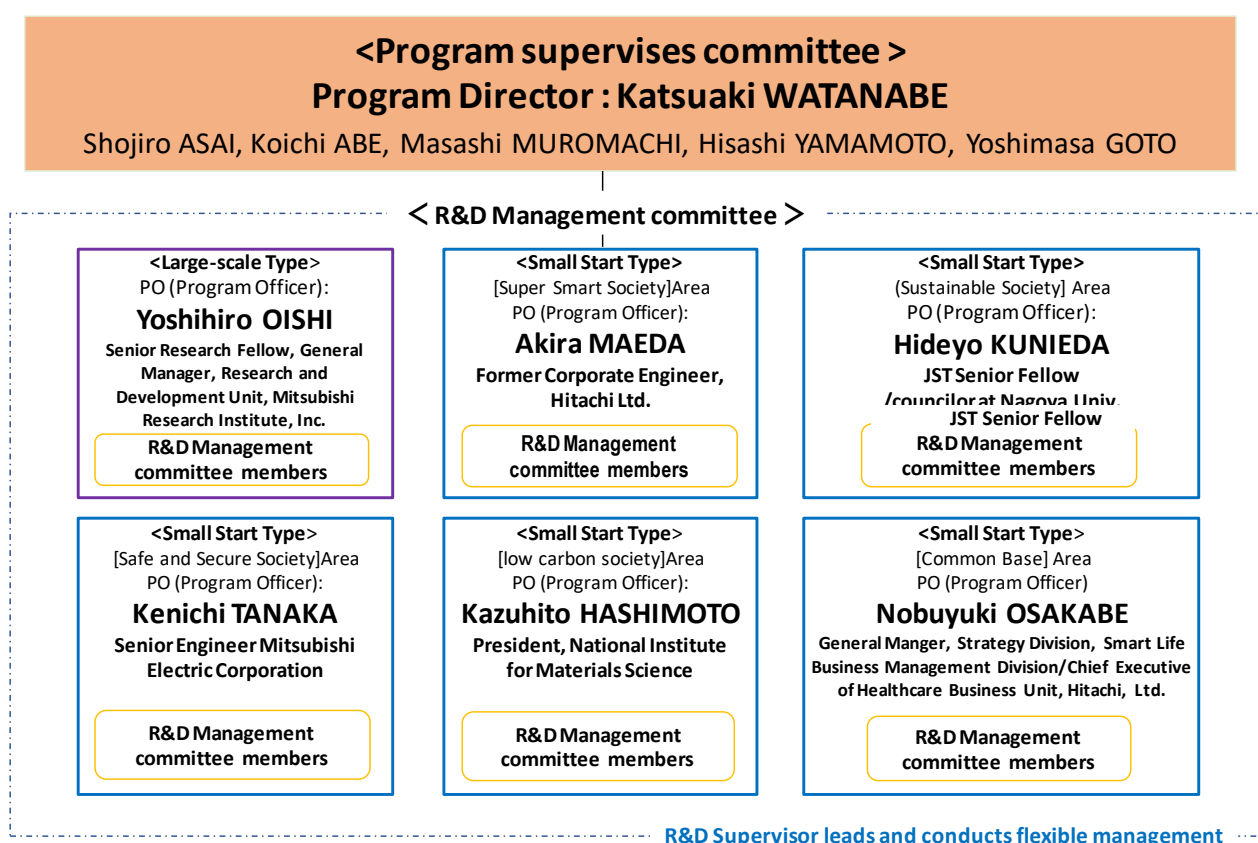 <Program supervises committee >
Program Director : Katsuaki WATANABE
Shojiro ASAI, Koichi ABE, Masashi MUROMACHI, Hisashi YAMAMOTO, Yoshimasa GOTO
< R&D Management committee >
<Large-scale Type>
PO (Program Officer):
Yoshihiro OISHI
Senior Research Fellow, General
Manager, Research and
Development Unit, Mitsubishi
Research Institute, Inc.
R&D Management
committee members
<Small Start Type>
[Super Smart Society]Area
PO (Program Officer):
Akira MAEDA
Former Corporate Engineer,
Hitachi Ltd.
R&D Management
committee members
<Small Start Type>
(Sustainable Society] Area
PO (Program Officer):
Hideyo KUNIEDA
JST Senior Fellow
/councilor at Nagoya Univ.
JST Senior Fellow
R&D Management
committee members
<Small Start Type>
[Safe and Secure Society]Area
PO (Program Officer):
Kenichi TANAKA
Senior Engineer Mitsubishi
Electric Corporation
R&D Management
committee members
<Small Start Type>
[low carbon society]Area
PO (Program Officer):
Kazuhito HASHIMOTO
President, National Institute
for Materials Science
R&D Management
committee members
<Small Start Type>
[Common Base] Area
PO (Program Officer)
Nobuyuki OSAKABE
General Manger, Strategy Division, Smart Life
Business Management Division/Chief Executive
of Healthcare Business Unit, Hitachi, Ltd.
R&D Management
committee members
R&D Supervisor leads and conducts flexible management